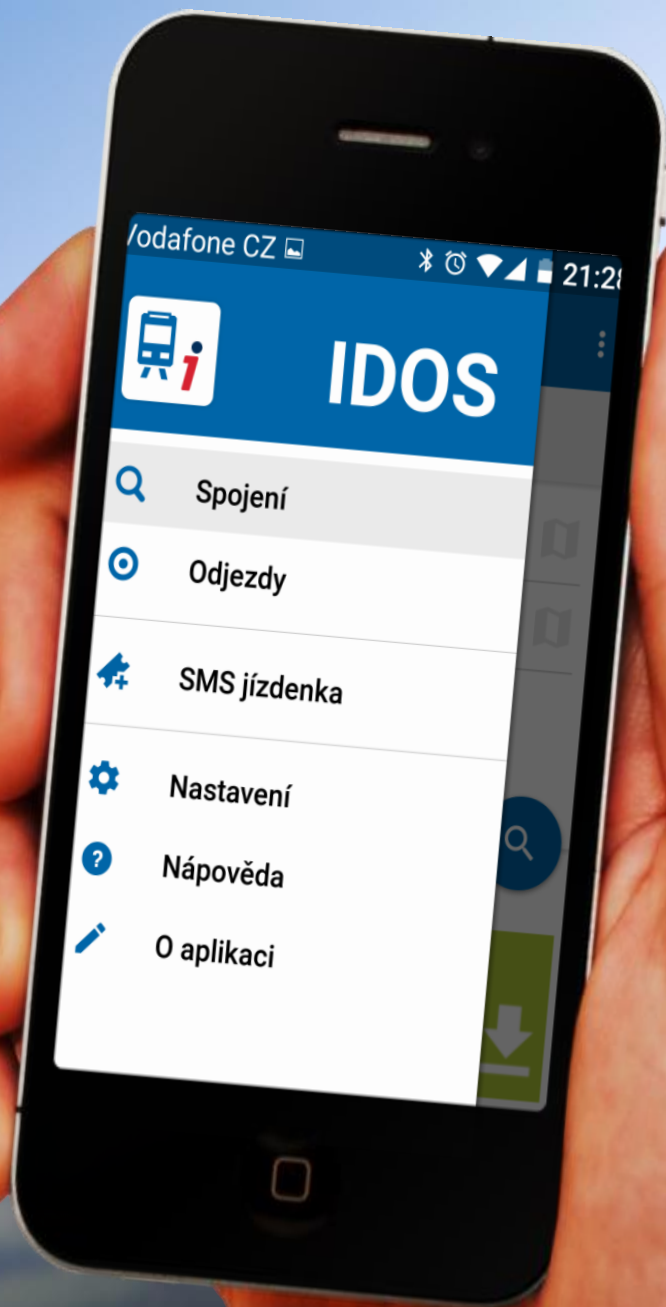 Vodafone CZ 21:28
IDOS
Spojení
Odjezdy
SMS jízdenka
Nastavení
Nápověda
O aplikaci